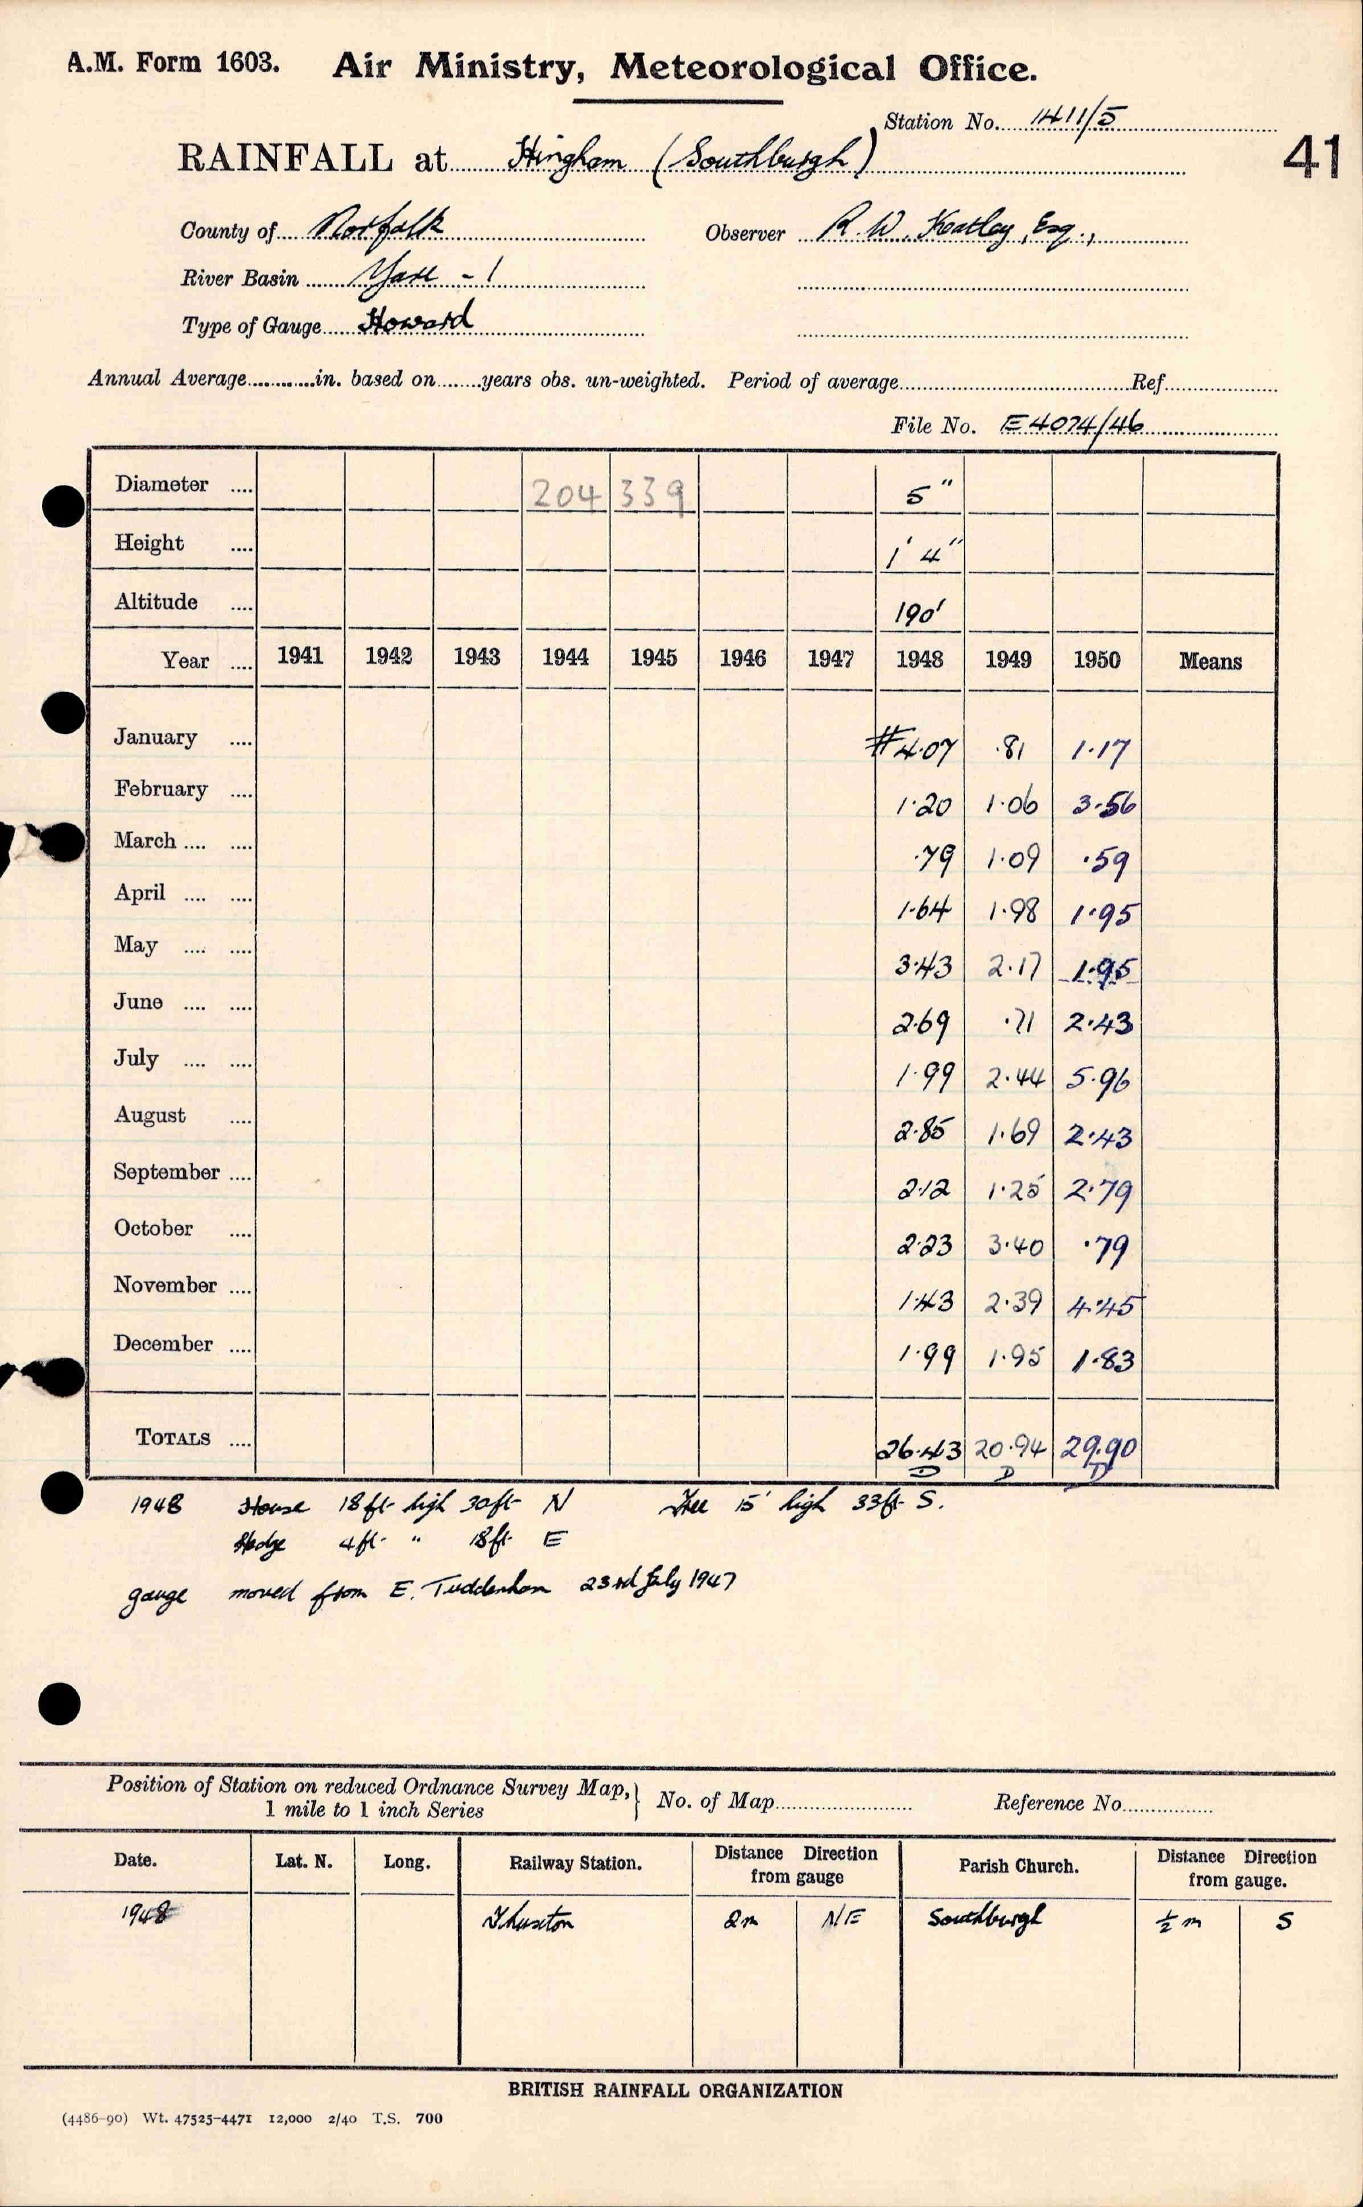 A.M. Form 1603. Air Ministry, Meteorological Office.
Station No. 1411/5
RAINFALL at Hingham (Southburgh)
41
County of Norfolk Observer R. W. Keatley, Esq.,
River Basin Yare - 1
Type of Gauge Howard
Annual Average............in. based on........years obs. un-weighted. Period of average........Ref........
File No. E4074/46
Diameter .... 204 339 5"
Height .... 1' 4"
Altitude .... 190'
Year .... 1941 1942 1943 1944 1945 1946 1947 1948 1949 1950 Means
January .... #4.07 .81 1.17
February .... 1.20 1.06 3.56
March .... .... .79 1.09 .59
April .... .... 1.64 1.98 1.95
May .... .... 3.43 2.17 1.95
June .... .... 2.69 .71 2.43
July .... .... 1.99 2.44 5.96
August .... 2.85 1.69 2.43
September .... 2.12 1.25 2.79
October .... 2.23 3.40 .79
November .... 1.43 2.39 4.45
December .... 1.99 1.95 1.83
TOTALS .... 26.43 20.94 29.90
D D D
1948 House 18ft high 30ft N Tree 15' high 33ft S.
Hedge 4ft " 18ft E
gauge moved from E. Tuddenham 23rd July 1947
Position of Station on reduced Ordnance Survey Map,} No. of Map........ Reference No........
1 mile to 1 inch Series
Date. Lat. N. Long. Railway Station. Distance Direction from gauge Parish Church. Distance Direction from gauge.
1948 Thuxton 2m NE Southburgh ½ m S
BRITISH RAINFALL ORGANIZATION
(4486-90) Wt. 47525-4471 12,000 2/40 T.S. 700